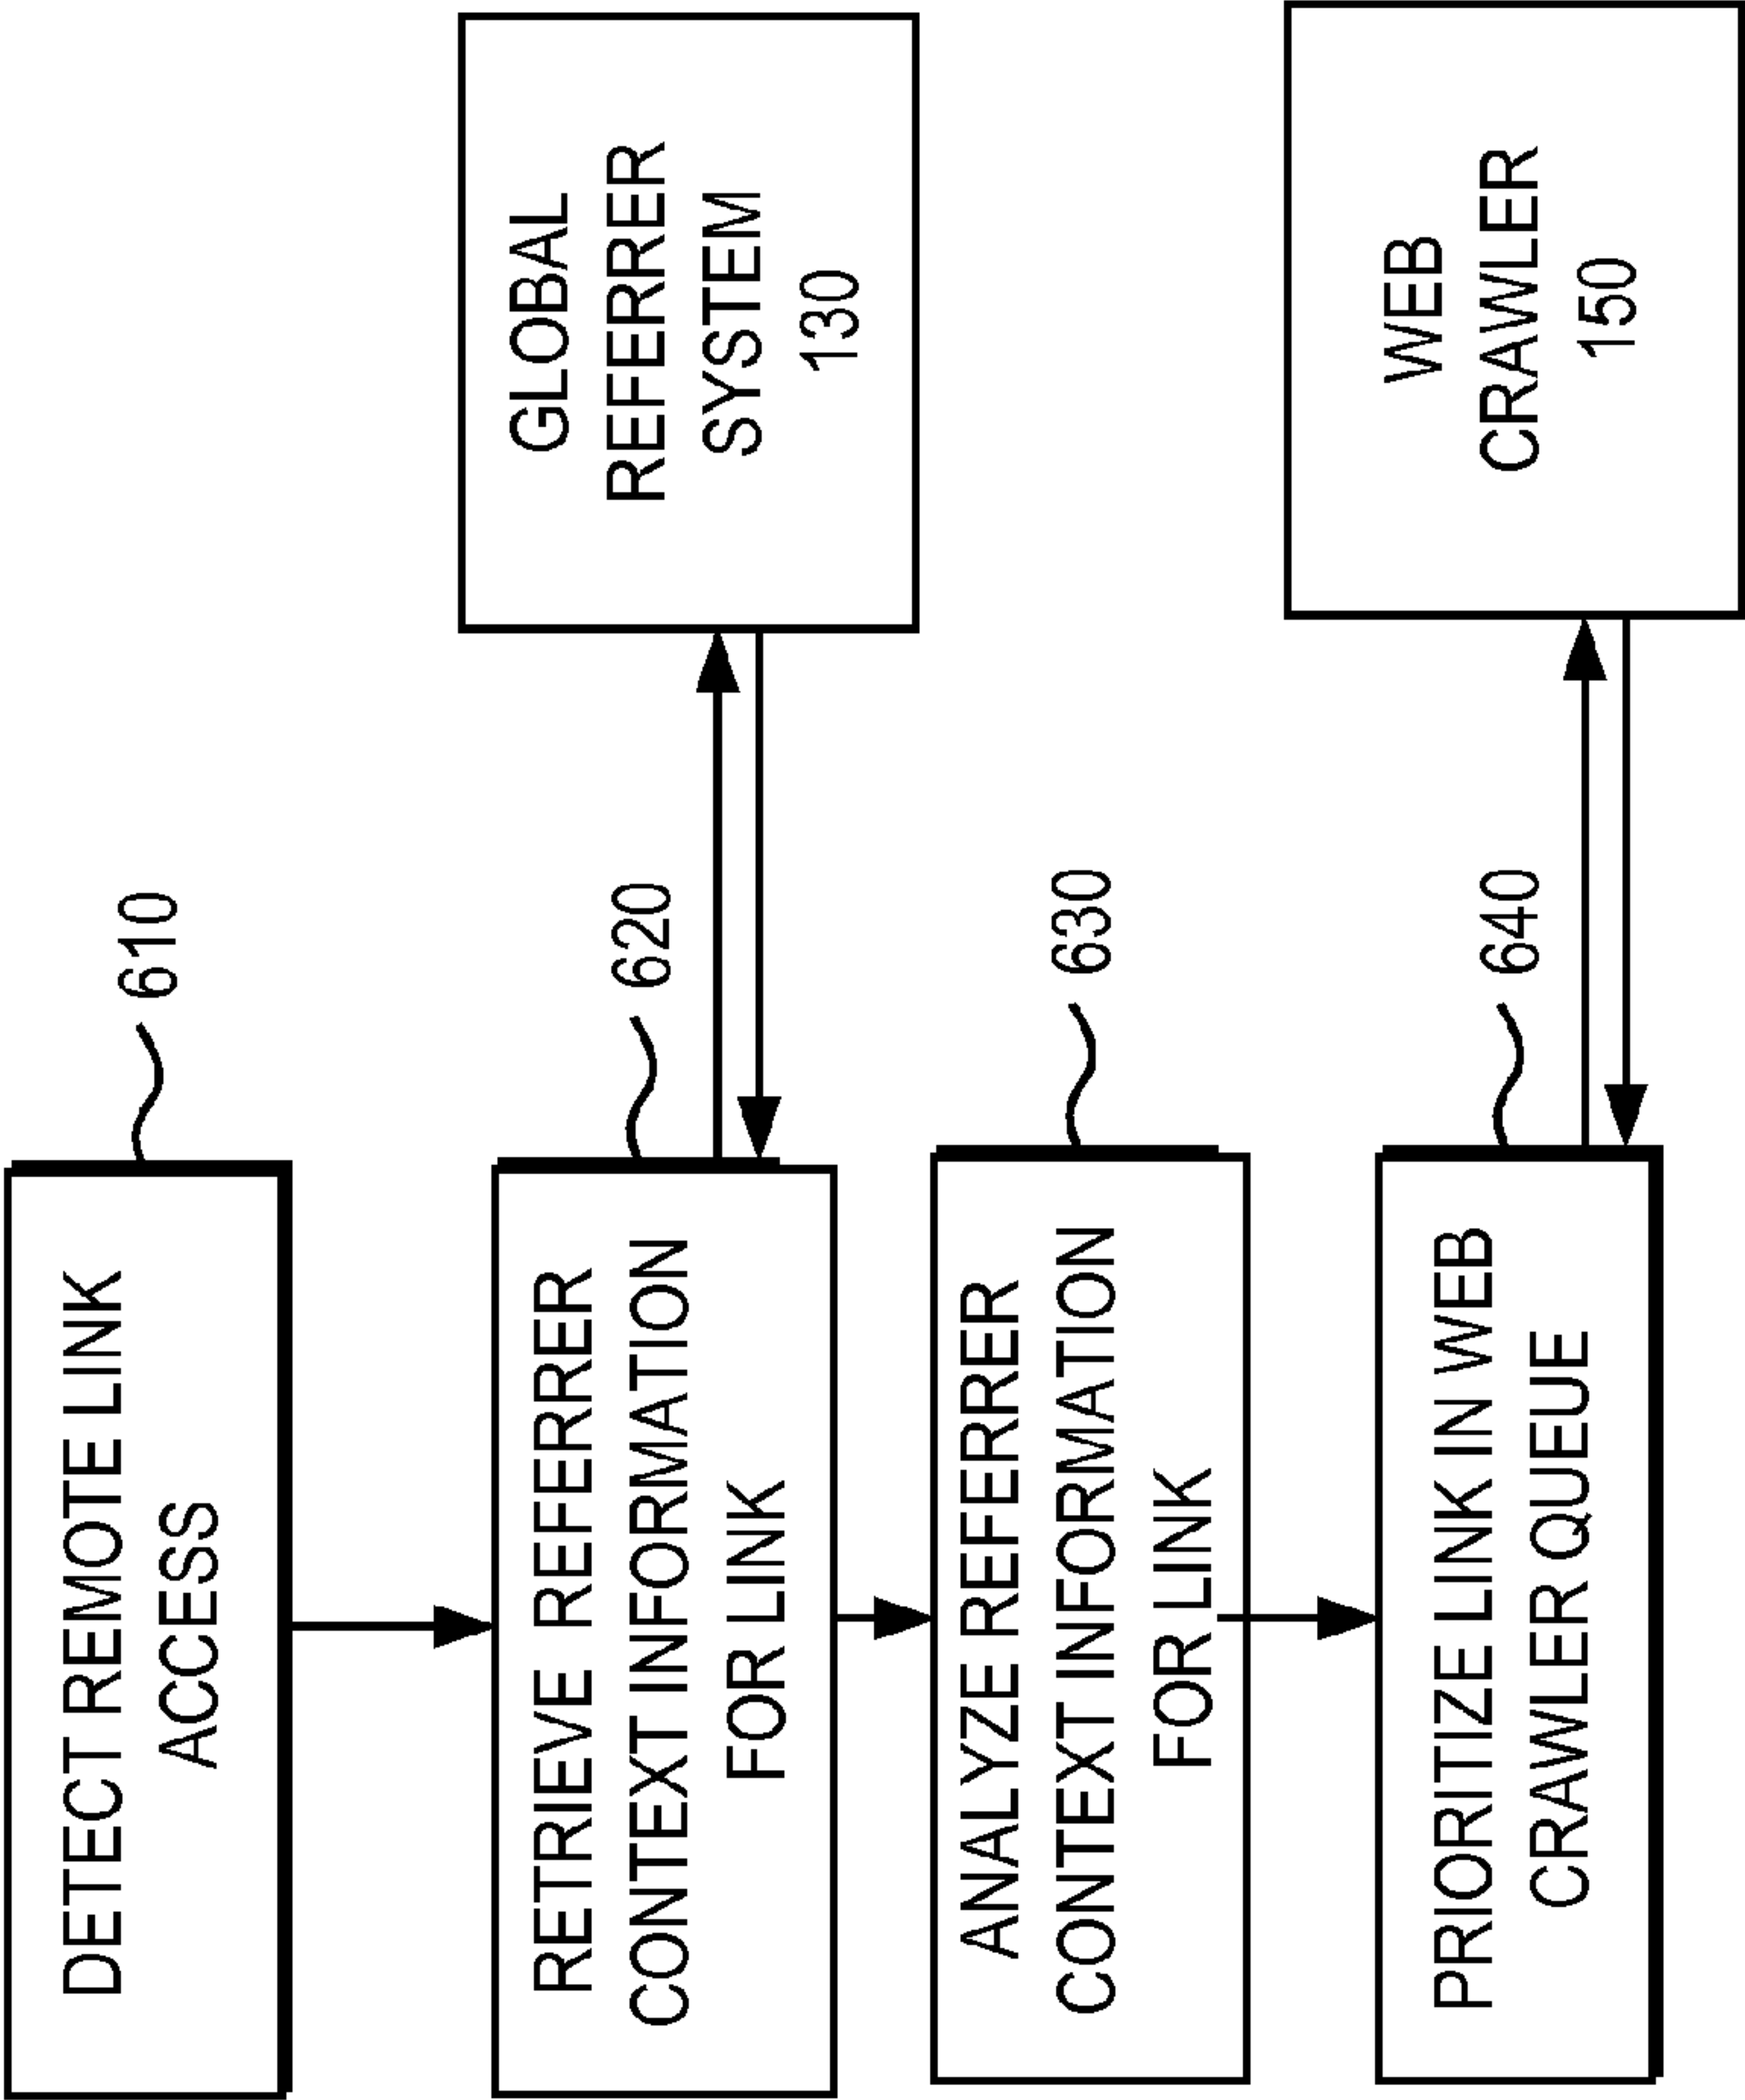 DETECT REMOTE LINK
ACCESS
610
RETRIEVE REFERRER
CONTEXT INFORMATION
FOR LINK
620
GLOBAL
REFERRER
SYSTEM
130
ANALYZE REFERRER
CONTEXT INFORMATION
FOR LINK
630
PRIORITIZE LINK IN WEB
CRAWLER QUEUE
640
WEB
CRAWLER
150